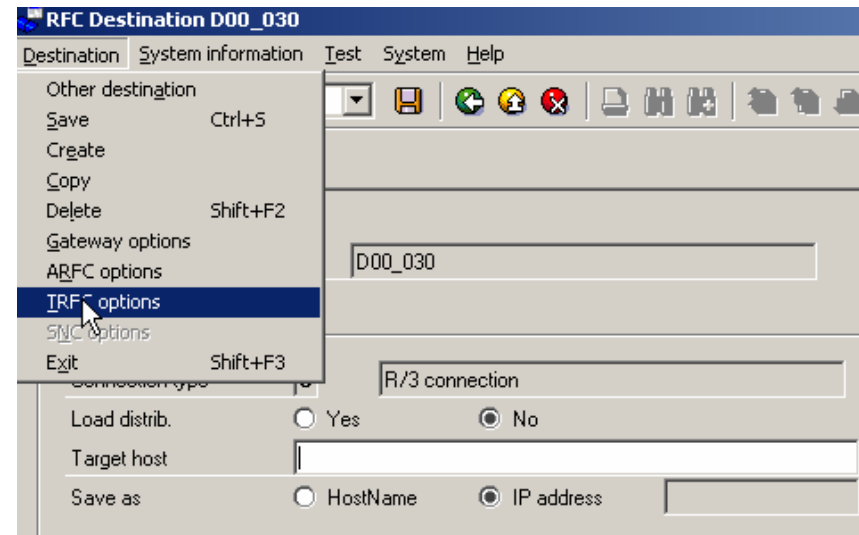 RFC Destination D00_030
Destination System information Test System Help
Other destination
Save Ctrl+S
Create
Copy
Delete Shift+F2
Gateway options
ARFC options
TRFC options
SNC options
Exit Shift+F3
D00_030
R/3 connection
Load distrib. Yes No
Target host
Save as HostName IP address